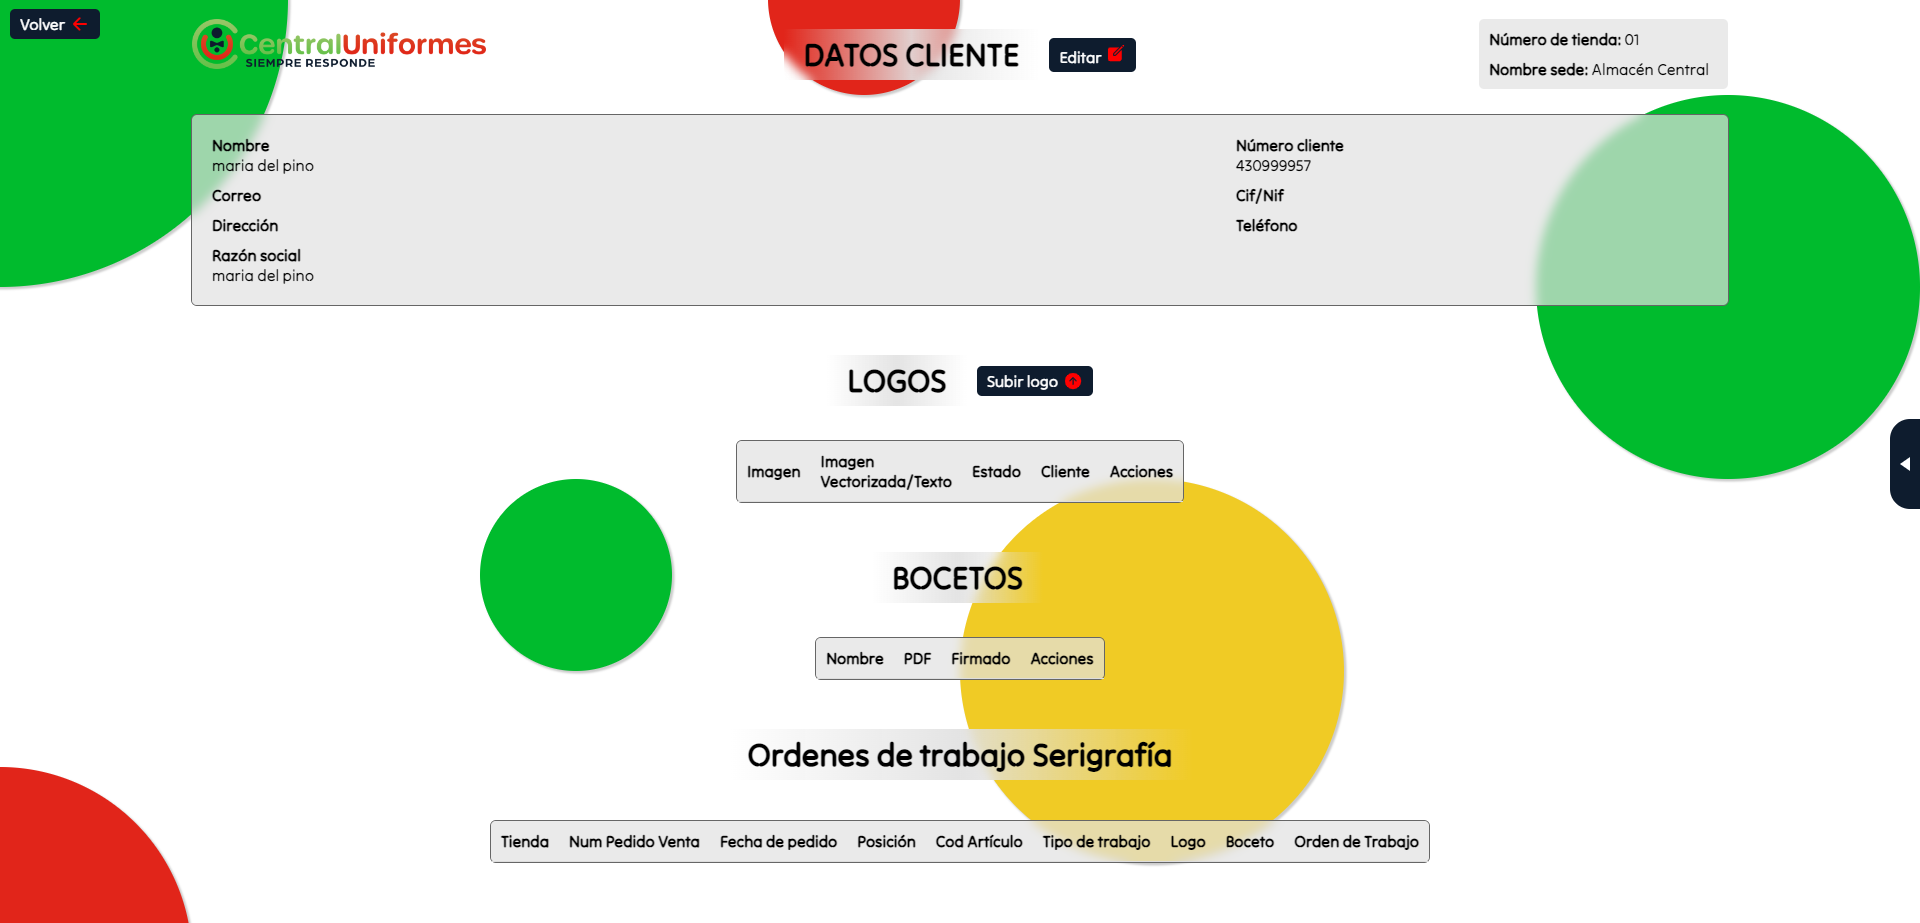 Volver
CentralUniformes
SIEMPRE RESPONDE
DATOS CLIENTE
Editar
Número de tienda: 01
Nombre sede: Almacén Central
Nombre
maria del pino
Correo
Dirección
Razón social
maria del pino
Número cliente
430999957
Cif/Nif
Teléfono
LOGOS
Subir logo
Imagen
Imagen
Vectorizada/Texto
Estado
Cliente
Acciones
BOCETOS
Nombre PDF Firmado Acciones
Ordenes de trabajo Serigrafía
Tienda Num Pedido Venta Fecha de pedido Posición Cod Artículo Tipo de trabajo Logo Boceto Orden de Trabajo